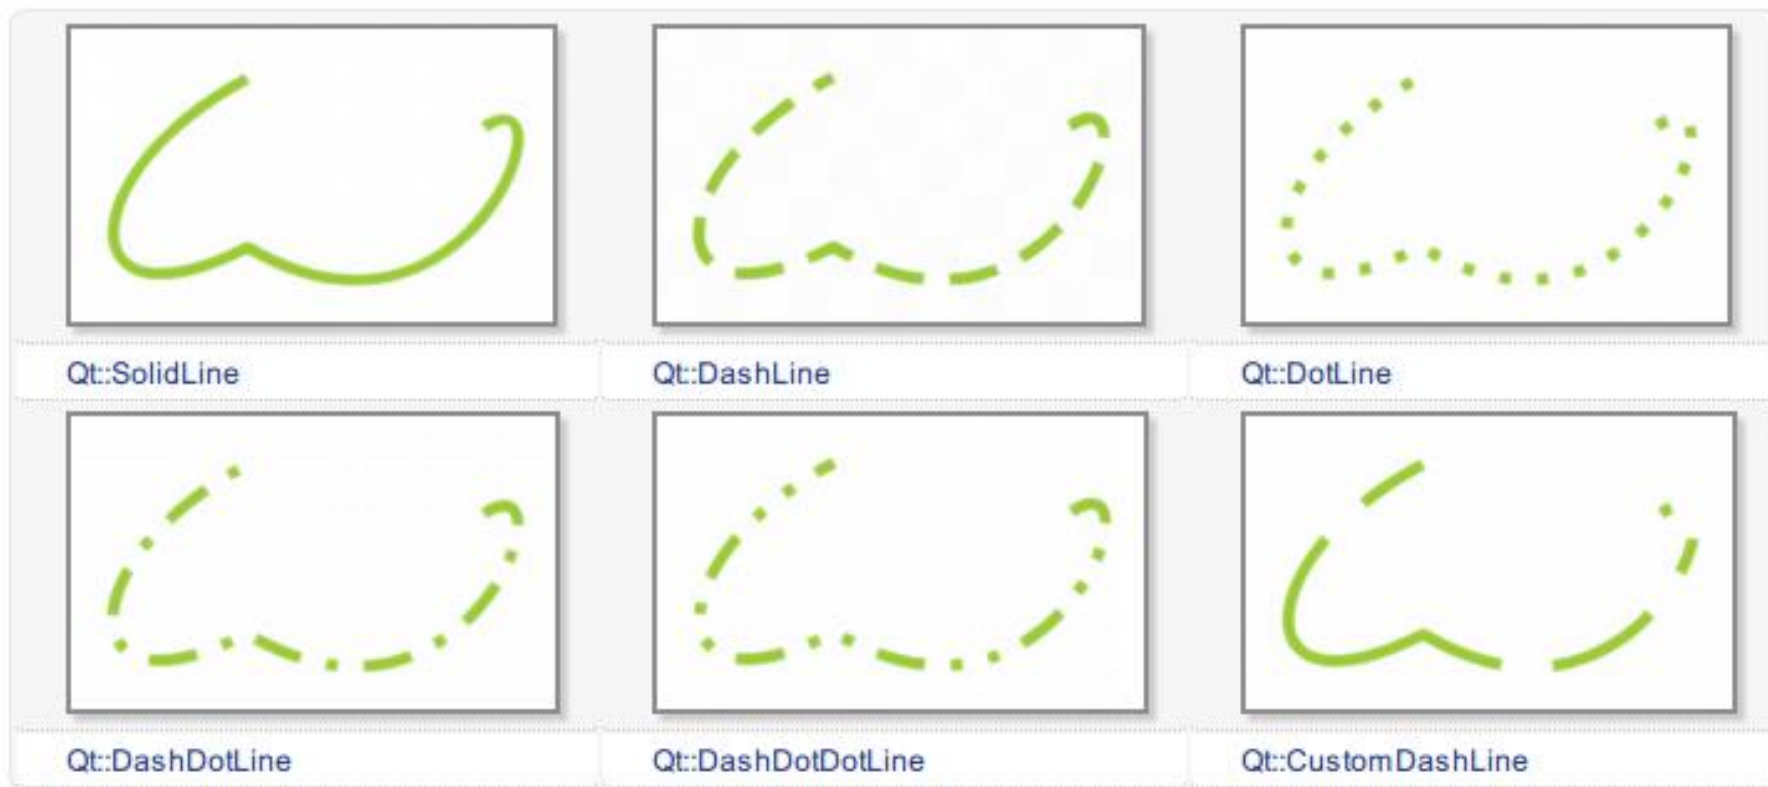 Qt::SolidLine
Qt::DashLine
Qt::DotLine
Qt::DashDotLine
Qt::DashDotDotLine
Qt::CustomDashLine